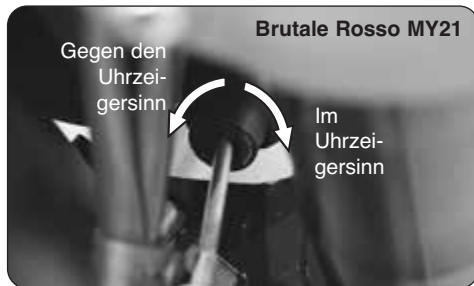 Brutale Rosso MY21
Gegen den
Uhrzei-
gersinn
Im
Uhrzei-
gersinn